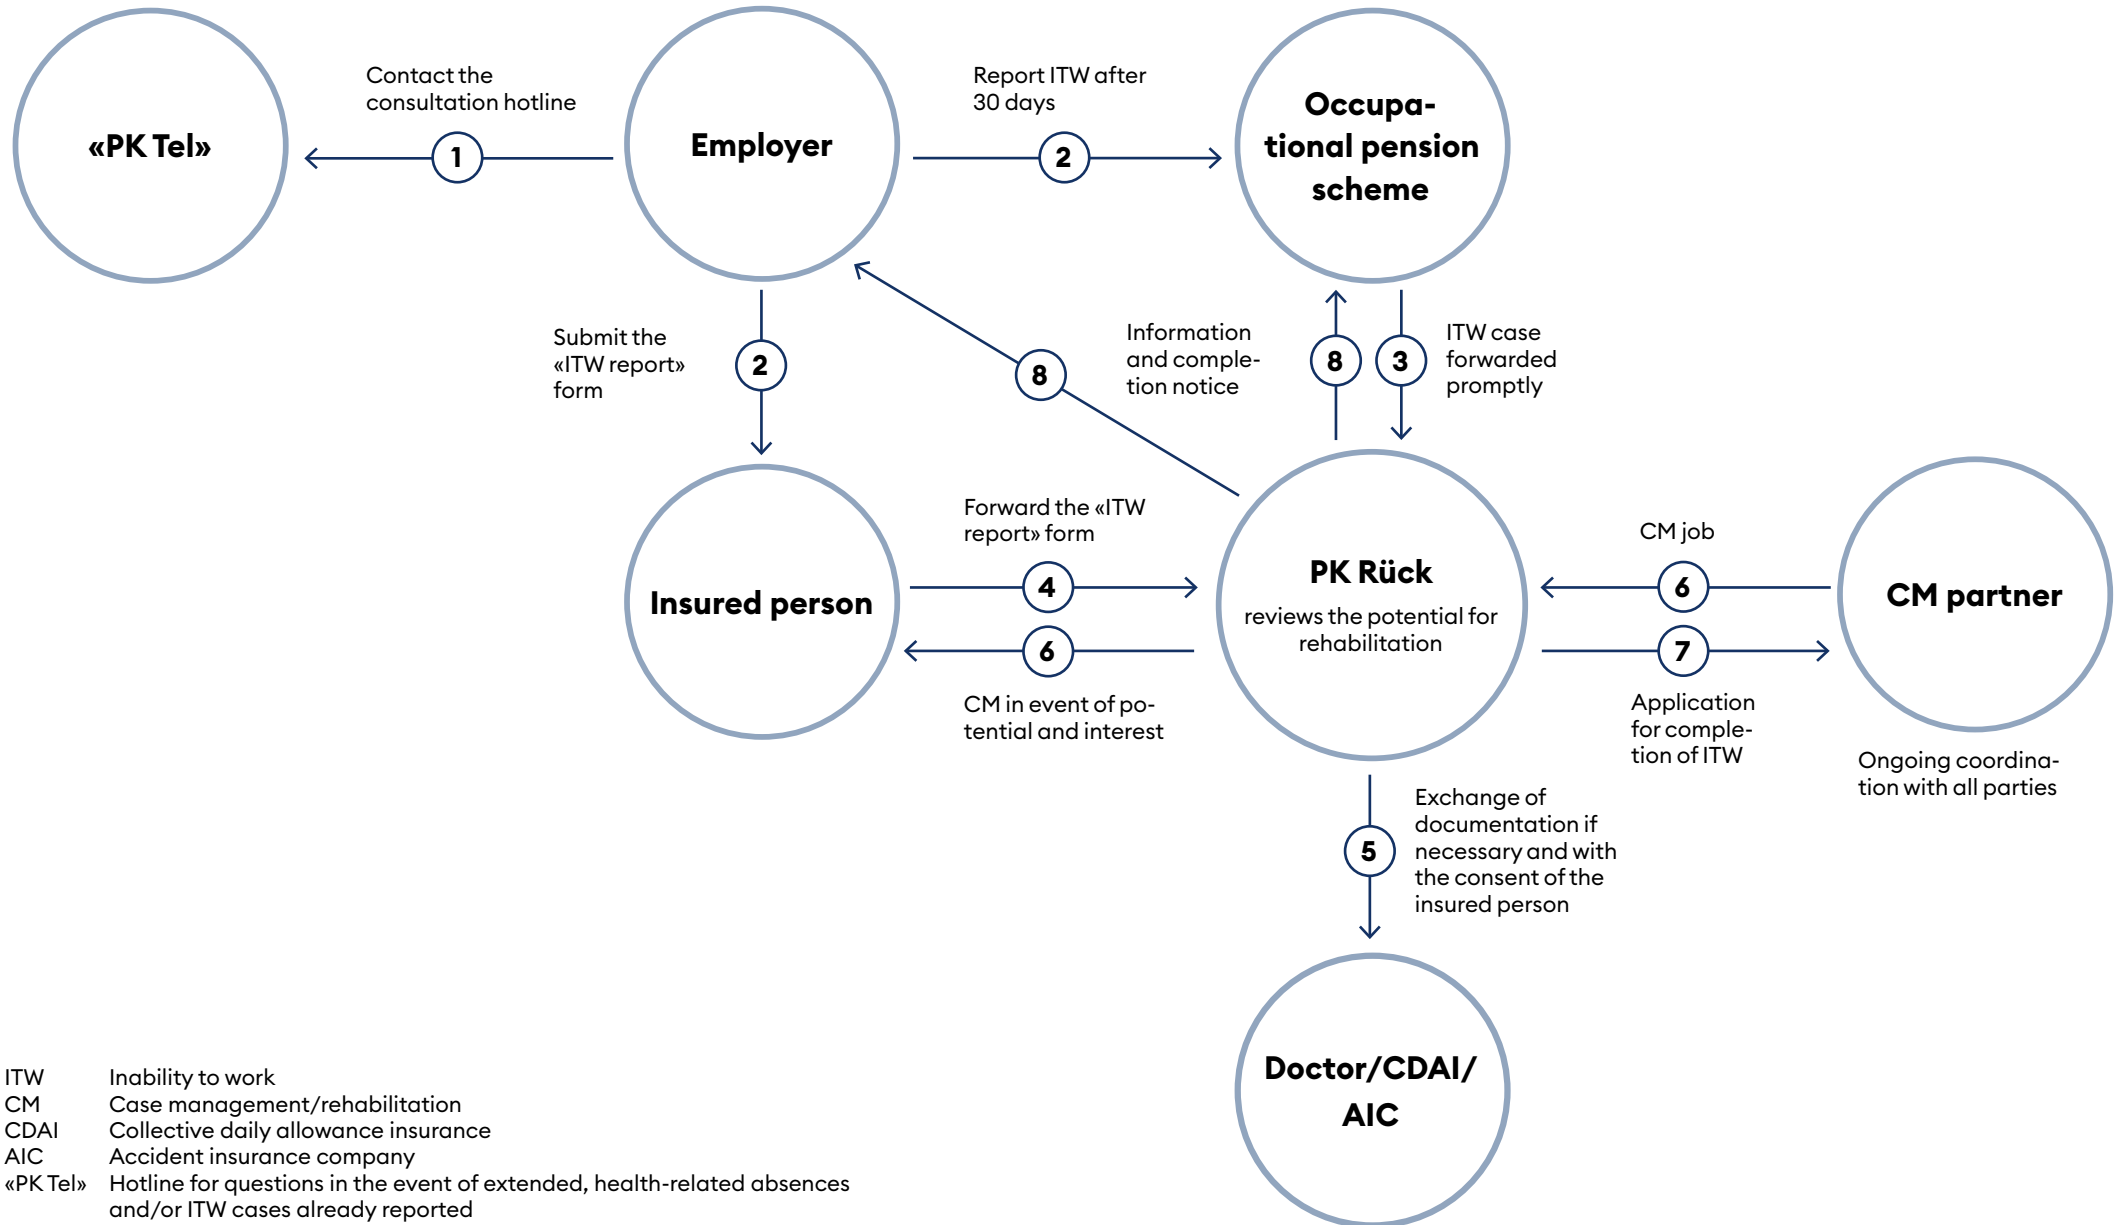 Contact the
consultation hotline
Report ITW after
30 days
«PK Tel»
1
Employer
2
Occupa-
tional pension
scheme
Submit the
«ITW report»
form
2
8
Information
and comple-
tion notice
8
3
ITW case
forwarded
promptly
Insured person
Forward the «ITW
report» form
4
6
CM in event of po-
tential and interest
PK Rück
reviews the potential for
rehabilitation
CM job
6
7
Application
for comple-
tion of ITW
CM partner
Ongoing coordina-
tion with all parties
5
Exchange of
documentation if
necessary and with
the consent of the
insured person
Doctor/CDAI/
AIC
ITW Inability to work
CM Case management/rehabilitation
CDAI Collective daily allowance insurance
AIC Accident insurance company
«PK Tel» Hotline for questions in the event of extended, health-related absences
and/or ITW cases already reported